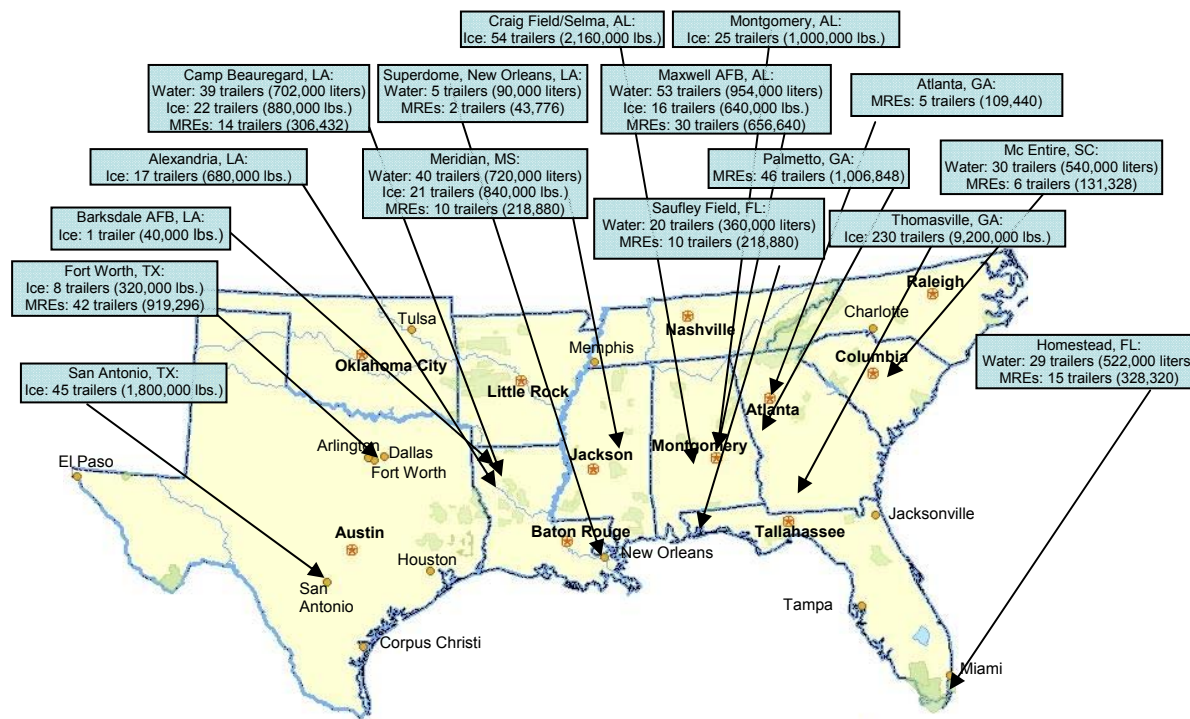 Craig Field/Selma, AL:
Ice: 54 trailers (2,160,000 lbs.)
Montgomery, AL:
Ice: 25 trailers (1,000,000 lbs.)
Camp Beauregard, LA:
Water: 39 trailers (702,000 liters)
Ice: 22 trailers (880,000 lbs.)
MREs: 14 trailers (306,432)
Superdome, New Orleans, LA:
Water: 5 trailers (90,000 liters)
MREs: 2 trailers (43,776)
Maxwell AFB, AL:
Water: 53 trailers (954,000 liters)
Ice: 16 trailers (640,000 lbs.)
MREs: 30 trailers (656,640)
Atlanta, GA:
MREs: 5 trailers (109,440)
Alexandria, LA:
Ice: 17 trailers (680,000 lbs.)
Meridian, MS:
Water: 40 trailers (720,000 liters)
Ice: 21 trailers (840,000 lbs.)
MREs: 10 trailers (218,880)
Palmetto, GA:
MREs: 46 trailers (1,006,848)
Mc Entire, SC:
Water: 30 trailers (540,000 liters)
MREs: 6 trailers (131,328)
Barksdale AFB, LA:
Ice: 1 trailer (40,000 lbs.)
Saufley Field, FL:
Water: 20 trailers (360,000 liters)
MREs: 10 trailers (218,880)
Thomasville, GA:
Ice: 230 trailers (9,200,000 lbs.)
Fort Worth, TX:
Ice: 8 trailers (320,000 lbs.)
MREs: 42 trailers (919,296)
San Antonio, TX:
Ice: 45 trailers (1,800,000 lbs.)
Homestead, FL:
Water: 29 trailers (522,000 liters)
MREs: 15 trailers (328,320)
Raleigh
Tulsa
Nashville
Charlotte
Oklahoma City
Memphis
Columbia
Little Rock
Atlanta
Arlington
Dallas
Fort Worth
Jackson
Montgomery
El Paso
Jacksonville
Austin
Baton Rouge
Tallahassee
Houston
New Orleans
San
Antonio
Tampa
Corpus Christi
Miami